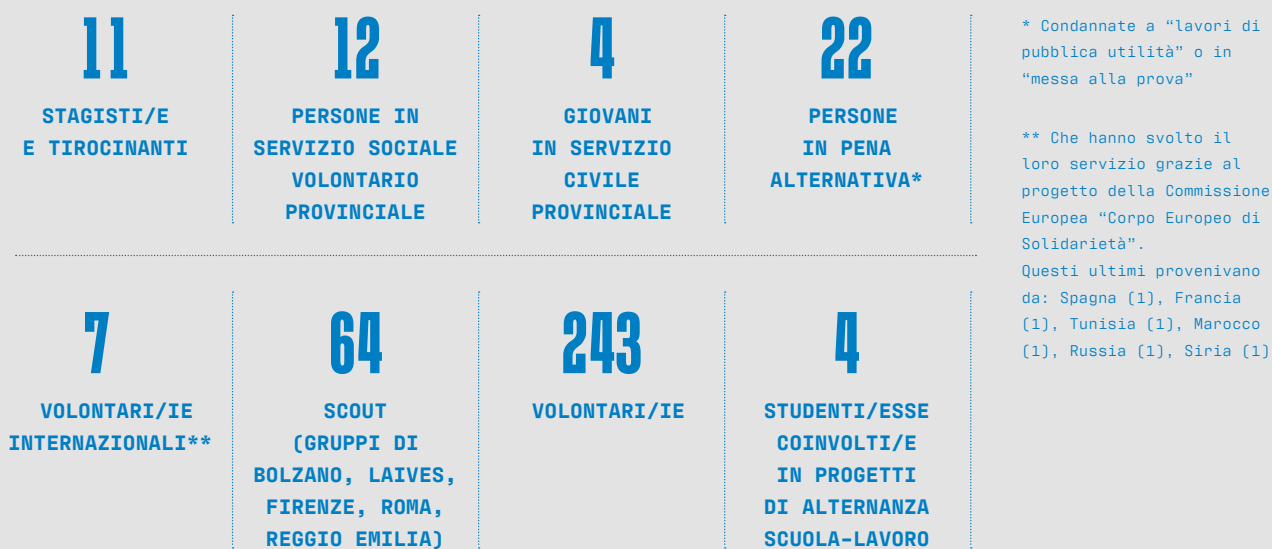 11
STAGISTI/E
E TIROCINANTI
12
PERSONE IN
SERVIZIO SOCIALE
VOLONTARIO
PROVINCIALE
4
GIOVANI
IN SERVIZIO
CIVILE
PROVINCIALE
22
PERSONE
IN PENA
ALTERNATIVA*
7
VOLONTARI/IE
INTERNAZIONALI**
64
SCOUT
(GRUPPI DI
BOLZANO, LAIVES,
FIRENZE, ROMA,
REGGIO EMILIA)
243
VOLONTARI/IE
4
STUDENTI/ESSE
COINVOLTI/E
IN PROGETTI
DI ALTERNANZA
SCUOLA-LAVORO
* Condannate a “lavori di
pubblica utilità” o in
“messa alla prova”
** Che hanno svolto il
loro servizio grazie al
progetto della Commissione
Europea “Corpo Europeo di
Solidarietà”.
Questi ultimi provenivano
da: Spagna (1), Francia
(1), Tunisia (1), Marocco
(1), Russia (1), Siria (1)